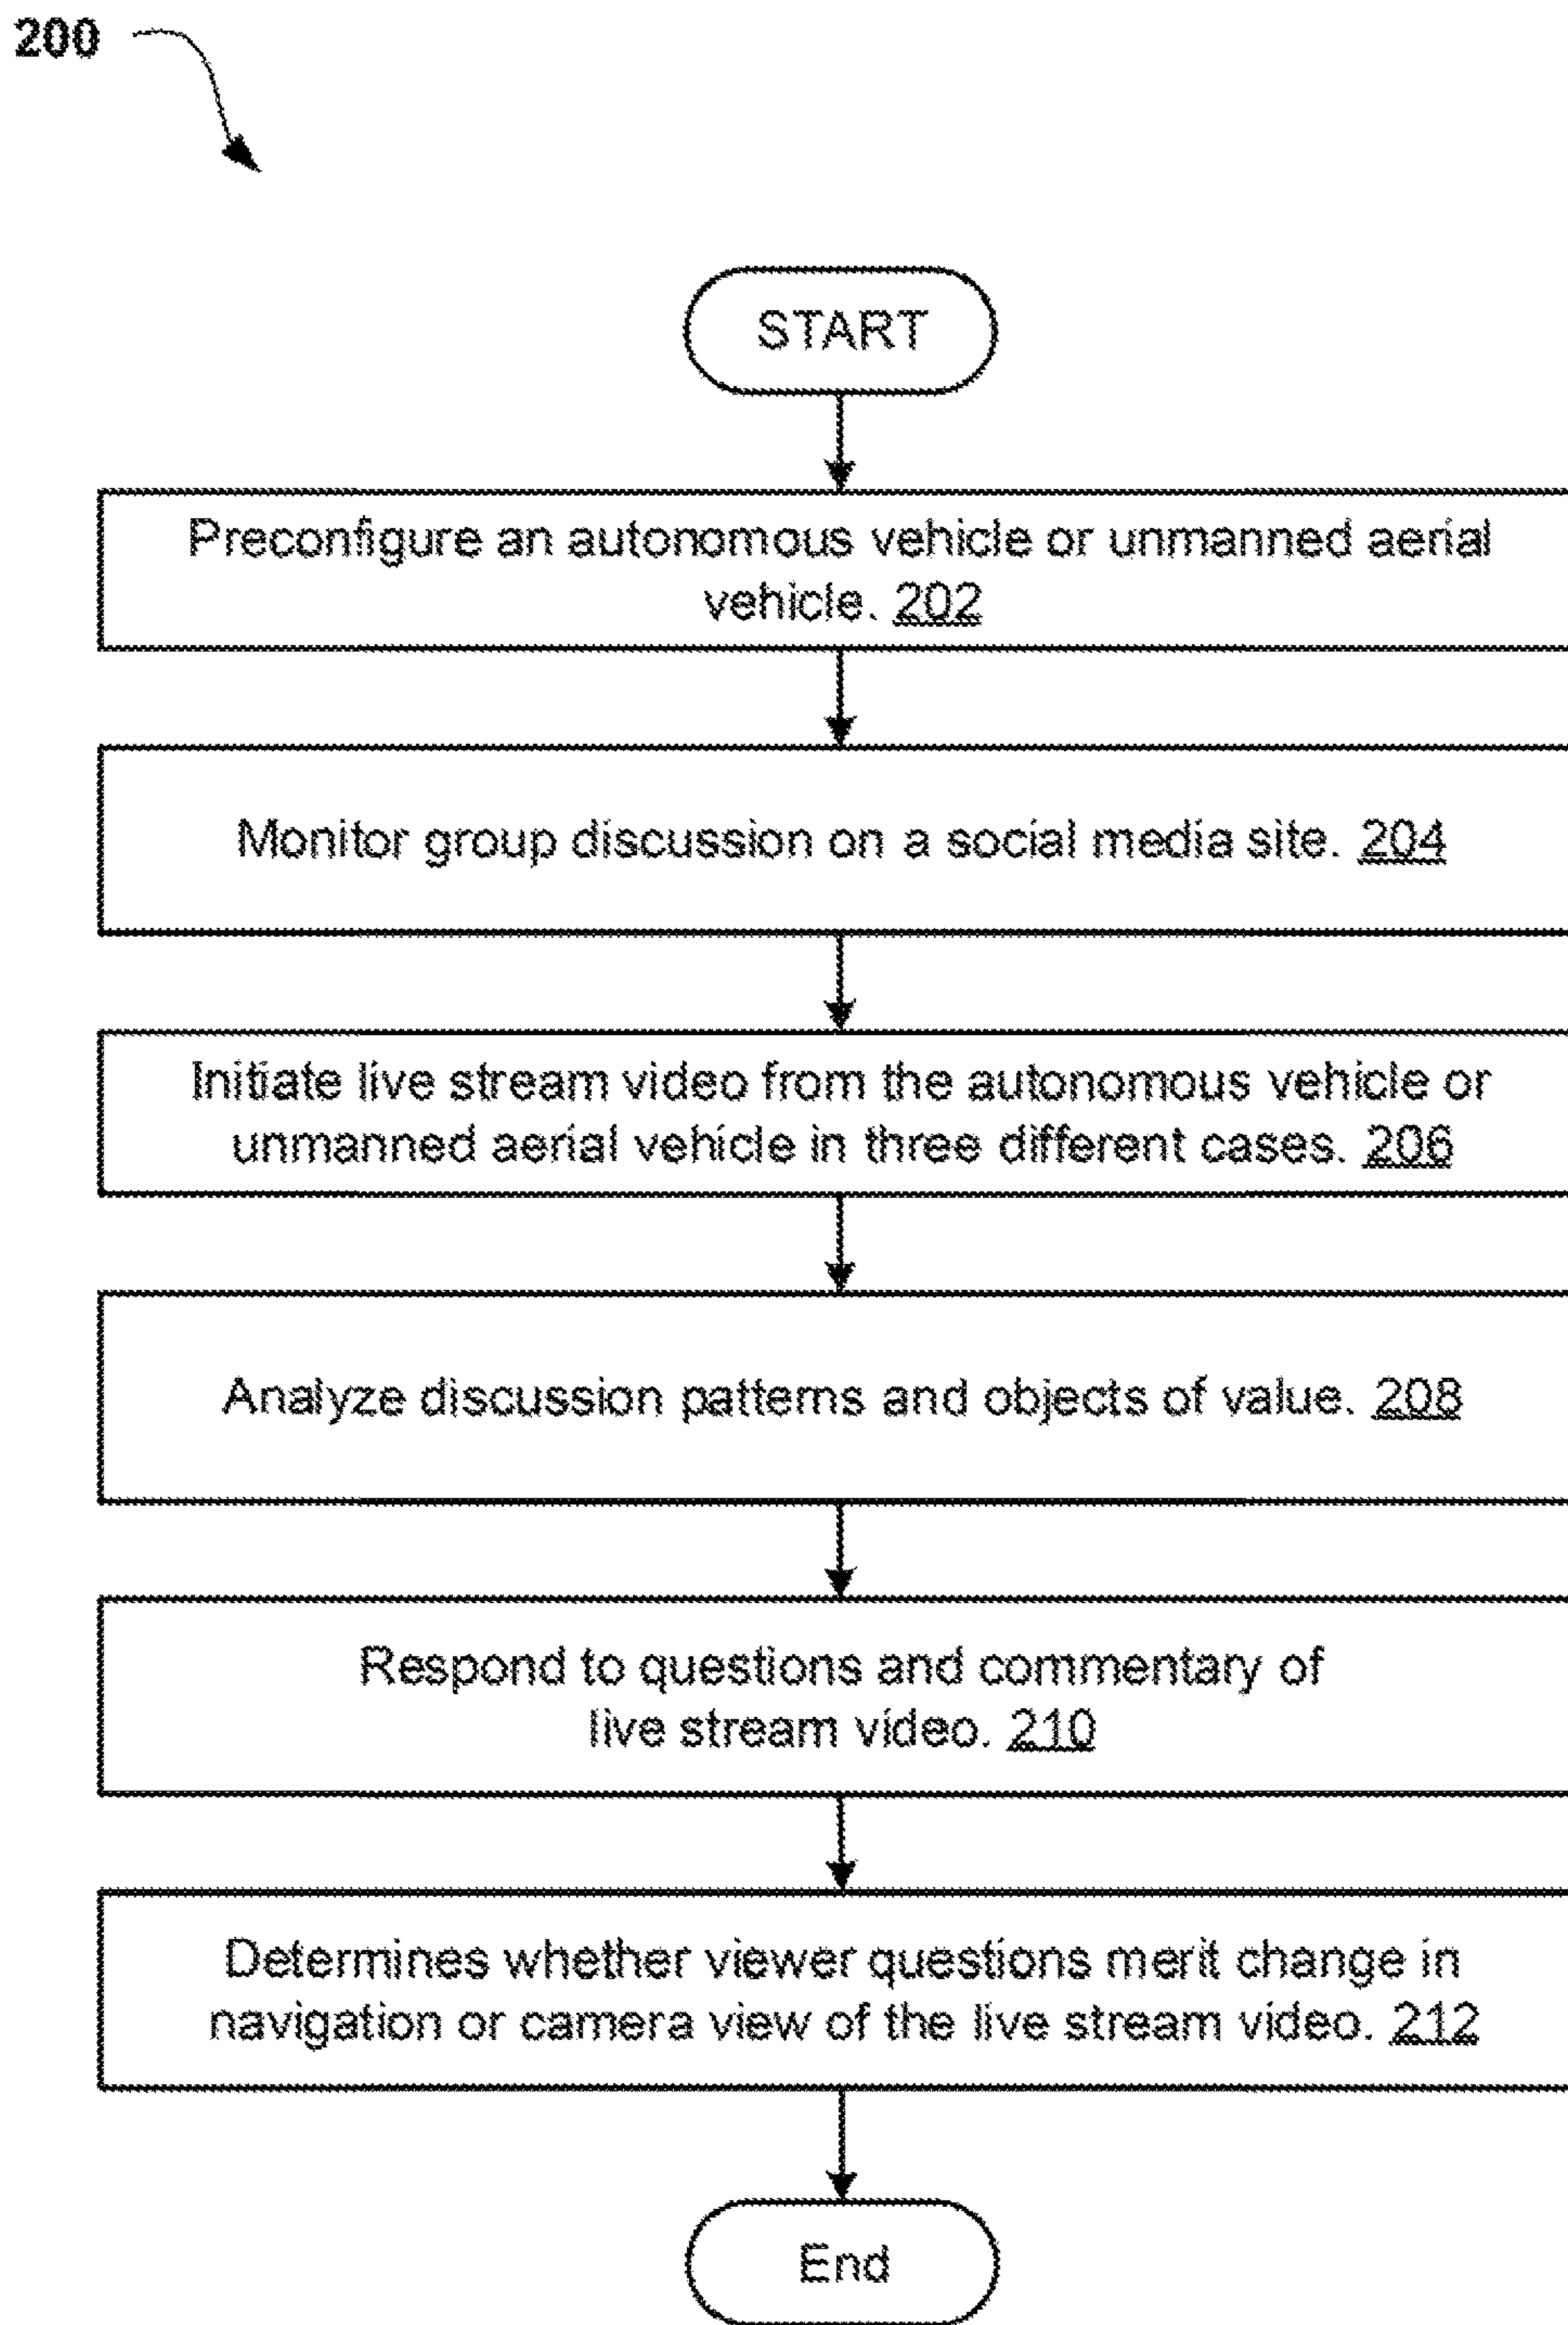 200
START
Preconfigure an autonomous vehicle or unmanned aerial
vehicle. 202
Monitor group discussion on a social media site. 204
Initiate live stream video from the autonomous vehicle or
unmanned aerial vehicle in three different cases. 206
Analyze discussion patterns and objects of value. 208
Respond to questions and commentary of
live stream video. 210
Determines whether viewer questions merit change in
navigation or camera view of the live stream video. 212
End